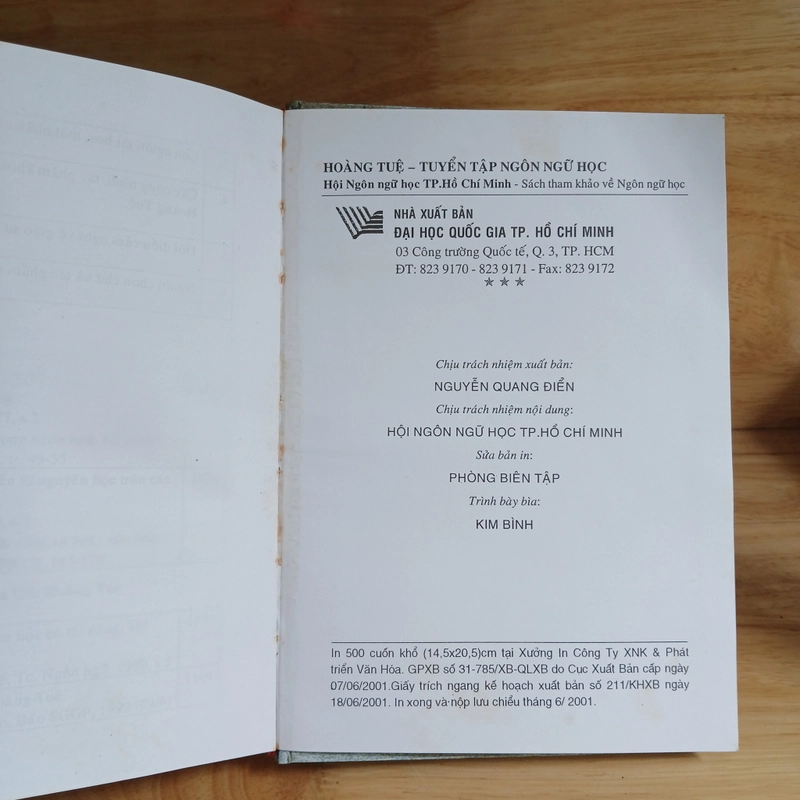 HOÀNG TUỆ – TUYỂN TẬP NGÔN NGỮ HỌC
Hội Ngôn ngữ học TP.Hồ Chí Minh - Sách tham khảo về Ngôn ngữ học
NHÀ XUẤT BẢN
ĐẠI HỌC QUỐC GIA TP. HỒ CHÍ MINH
03 Công trường Quốc tế, Q. 3, TP. HCM
ĐT: 823 9170 - 823 9171 - Fax: 823 9172
✶ ✶ ✶
Chịu trách nhiệm xuất bản:
NGUYỄN QUANG ĐIỂN
Chịu trách nhiệm nội dung:
HỘI NGÔN NGỮ HỌC TP.HỒ CHÍ MINH
Sửa bản in:
PHÒNG BIÊN TẬP
Trình bày bìa:
KIM BÌNH
In 500 cuốn khổ (14,5x20,5)cm tại Xưởng In Công Ty XNK & Phát
triển Văn Hóa. GPXB số 31-785/XB-QLXB do Cục Xuất Bản cấp ngày
07/06/2001.Giấy trích ngang kế hoạch xuất bản số 211/KHXB ngày
18/06/2001. In xong và nộp lưu chiểu tháng 6/ 2001.